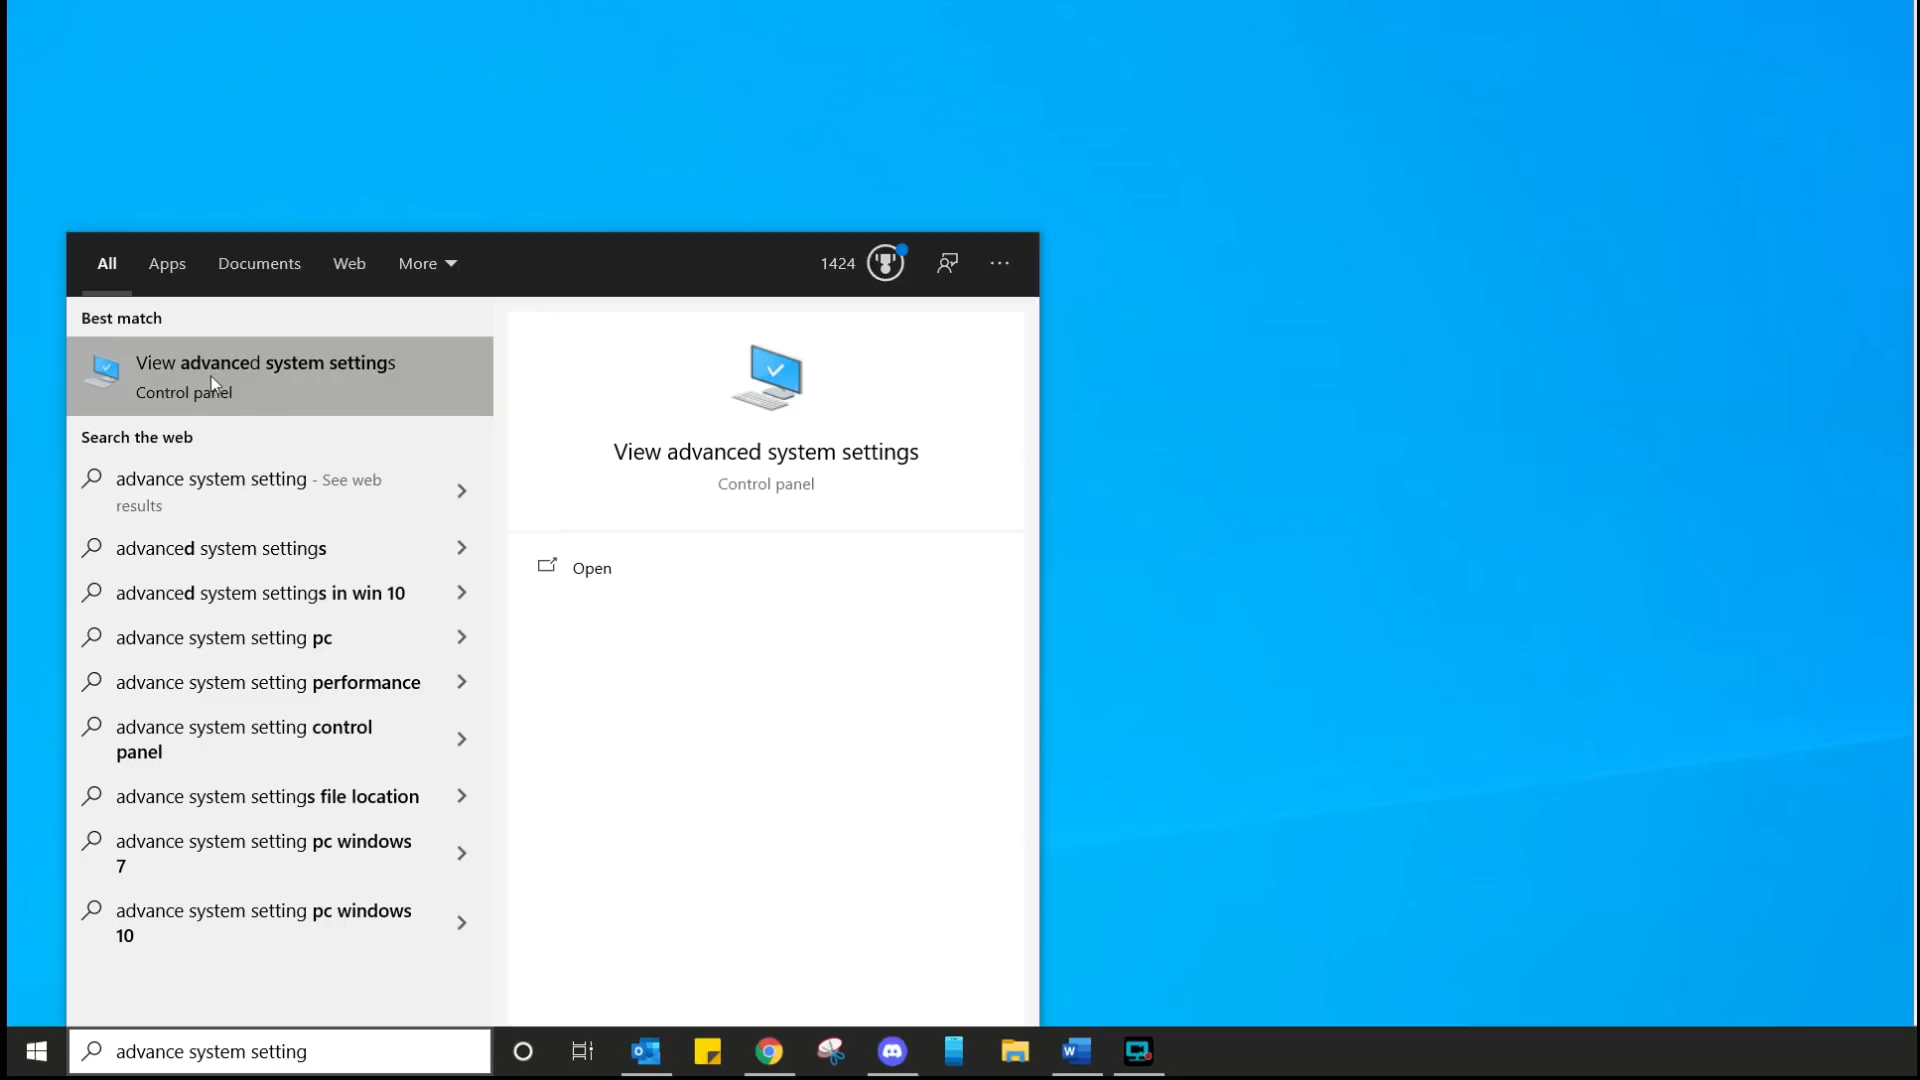 All Apps Documents Web More 1424
Best match
View advanced system settings
Control panel
Search the web
advance system setting - See web
results
advanced system settings
advanced system settings in win 10
advance system setting pc
advance system setting performance
advance system setting control
panel
advance system settings file location
advance system setting pc windows
7
advance system setting pc windows
10
View advanced system settings
Control panel
Open
advance system setting